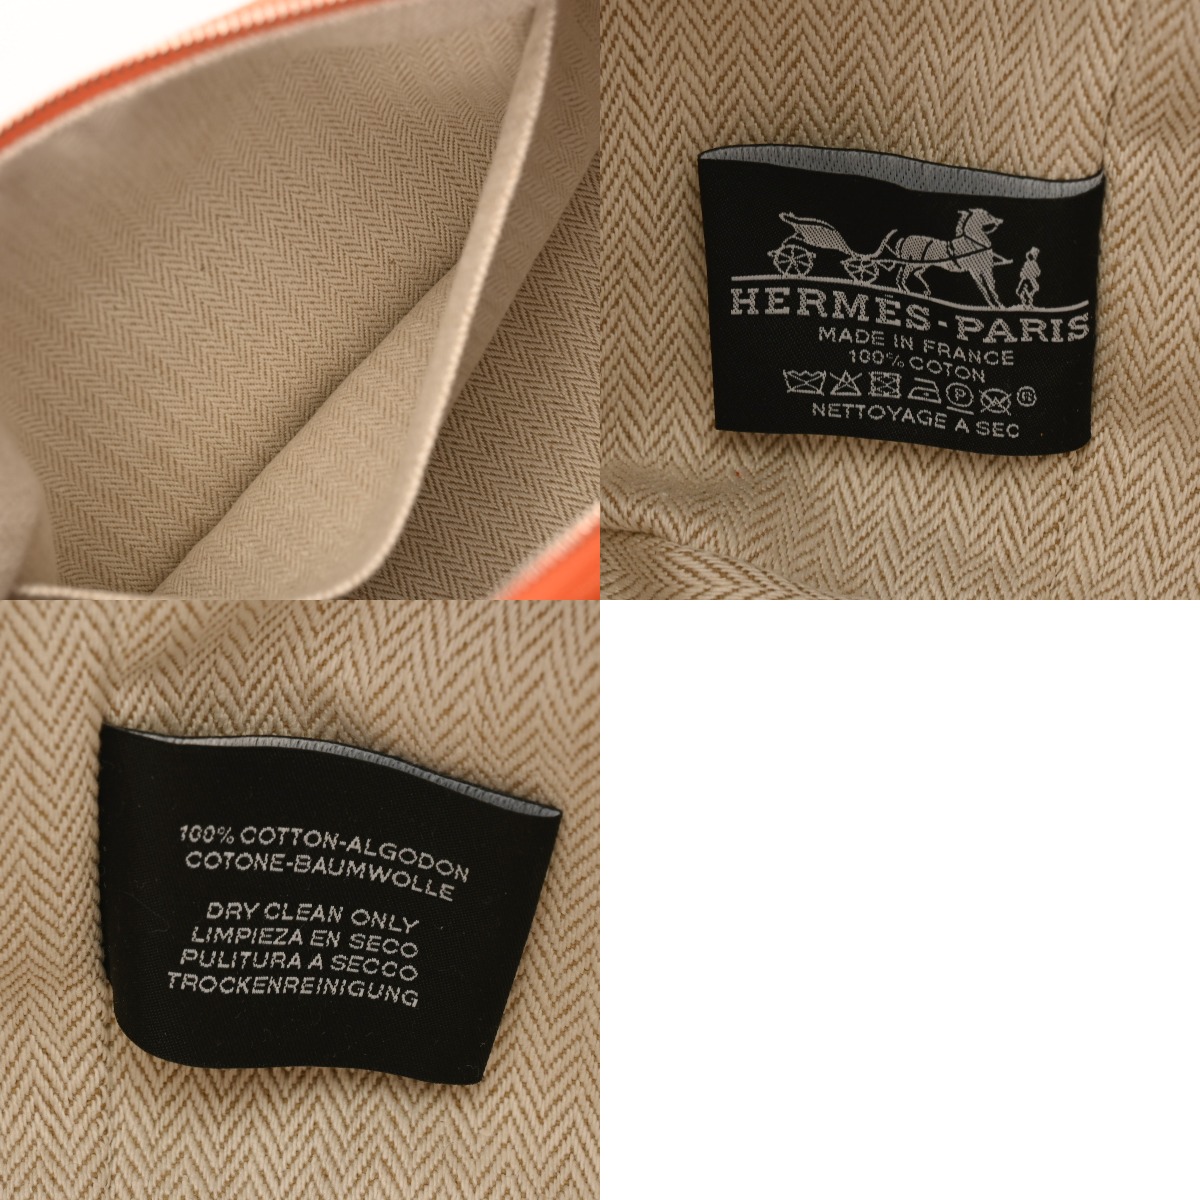 HERMÈS-PARIS
MADE IN FRANCE
100% COTON
P
NETTOYAGE A SEC
100% COTTON-ALGODON
COTONE-BAUMWOLLE
DRY CLEAN ONLY
LIMPIEZA EN SECO
PULITURA A SECCO
TROCKENREINIGUNG